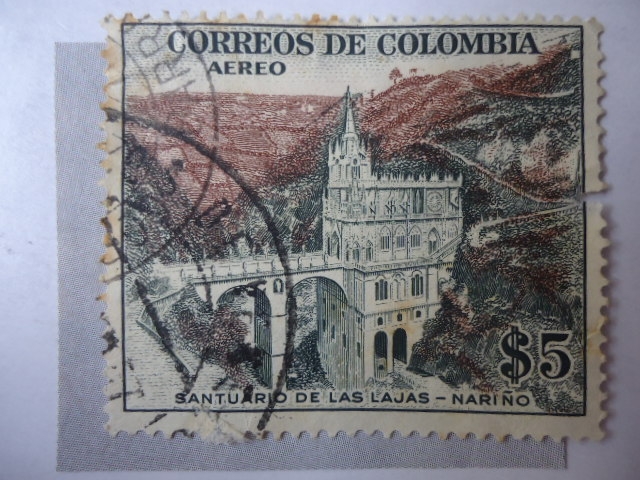 CORREOS DE COLOMBIA
AEREO
$5
SANTUARIO DE LAS LAJAS - NARIÑO